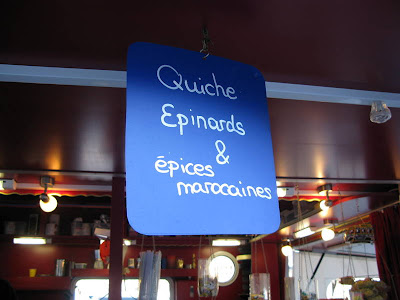 Quiche
Epinards
&
épices
marocaines